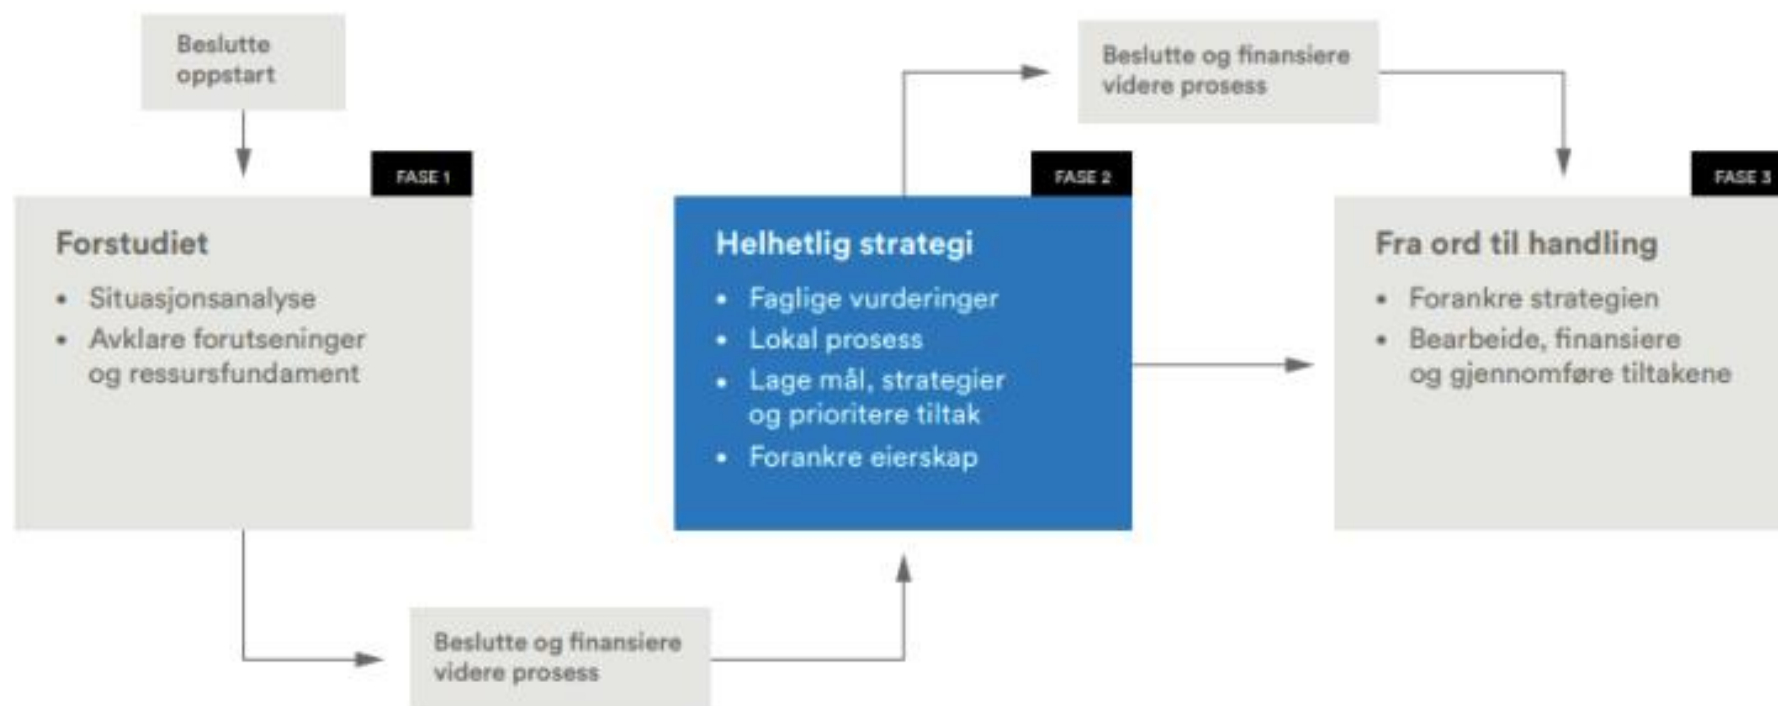 Beslutte
oppstart
FASE 1
Forstudiet
• Situasjonsanalyse
• Avklare forutseninger
og ressursfundament
Beslutte og finansiere
videre prosess
FASE 2
Helhetlig strategi
• Faglige vurderinger
• Lokal prosess
• Lage mål, strategier
og prioritere tiltak
• Forankre eierskap
Beslutte og finansiere
videre prosess
FASE 3
Fra ord til handling
• Forankre strategien
• Bearbeide, finansiere
og gjennomføre tiltakene